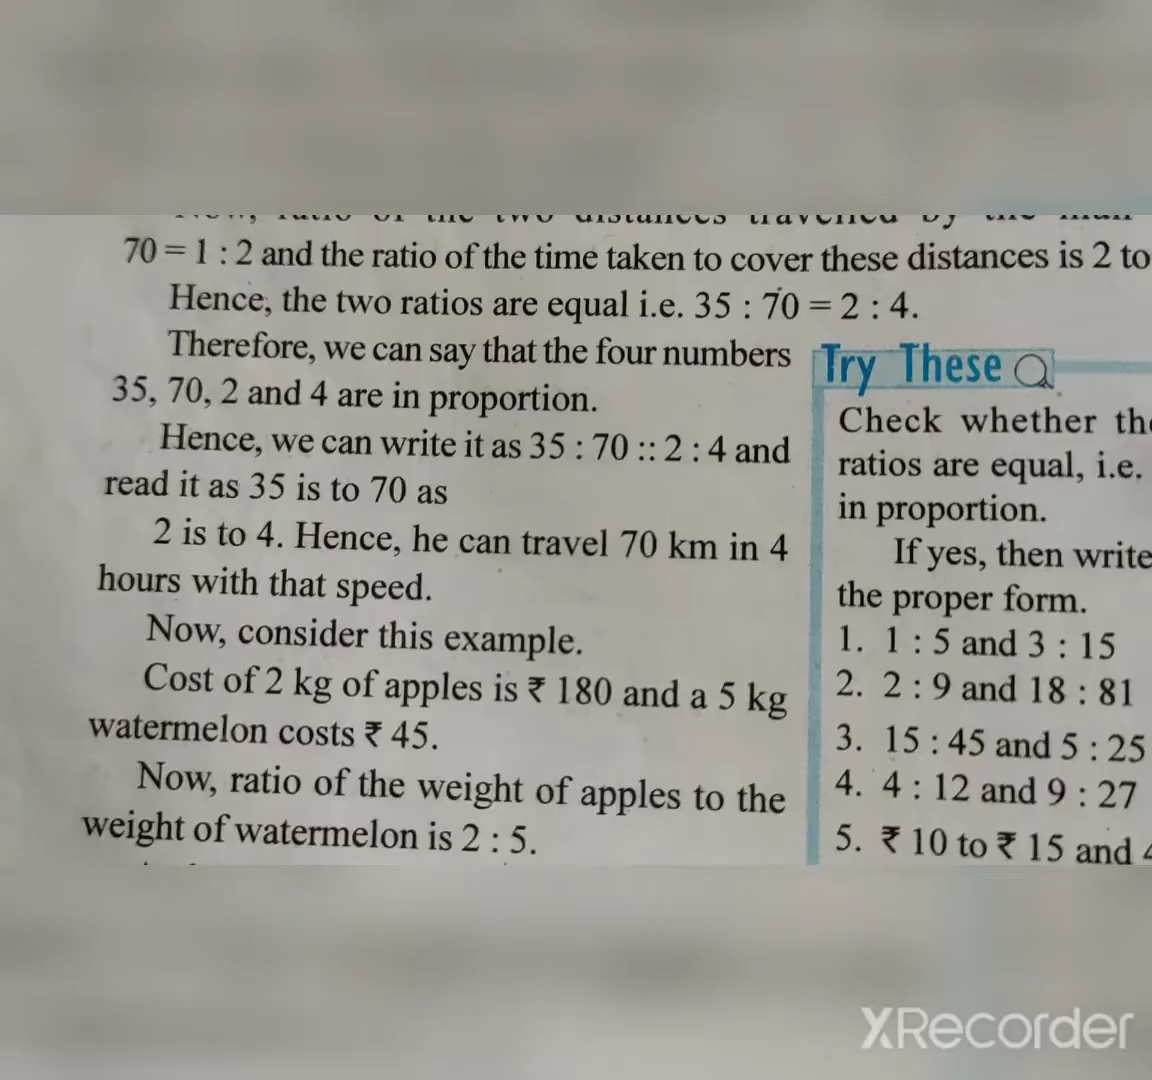 70 = 1 : 2 and the ratio of the time taken to cover these distances is 2 to
Hence, the two ratios are equal i.e. 35 : 70 = 2 : 4.
Therefore, we can say that the four numbers
35, 70, 2 and 4 are in proportion.
Hence, we can write it as 35 : 70 :: 2 : 4 and
read it as 35 is to 70 as
2 is to 4. Hence, he can travel 70 km in 4
hours with that speed.
Now, consider this example.
Cost of 2 kg of apples is ₹ 180 and a 5 kg
watermelon costs ₹ 45.
Now, ratio of the weight of apples to the
weight of watermelon is 2 : 5.
Try These
Check whether the
ratios are equal, i.e.
in proportion.
If yes, then write
the proper form.
1. 1 : 5 and 3 : 15
2. 2 : 9 and 18 : 81
3. 15 : 45 and 5 : 25
4. 4 : 12 and 9 : 27
5. ₹ 10 to ₹ 15 and
XRecorder